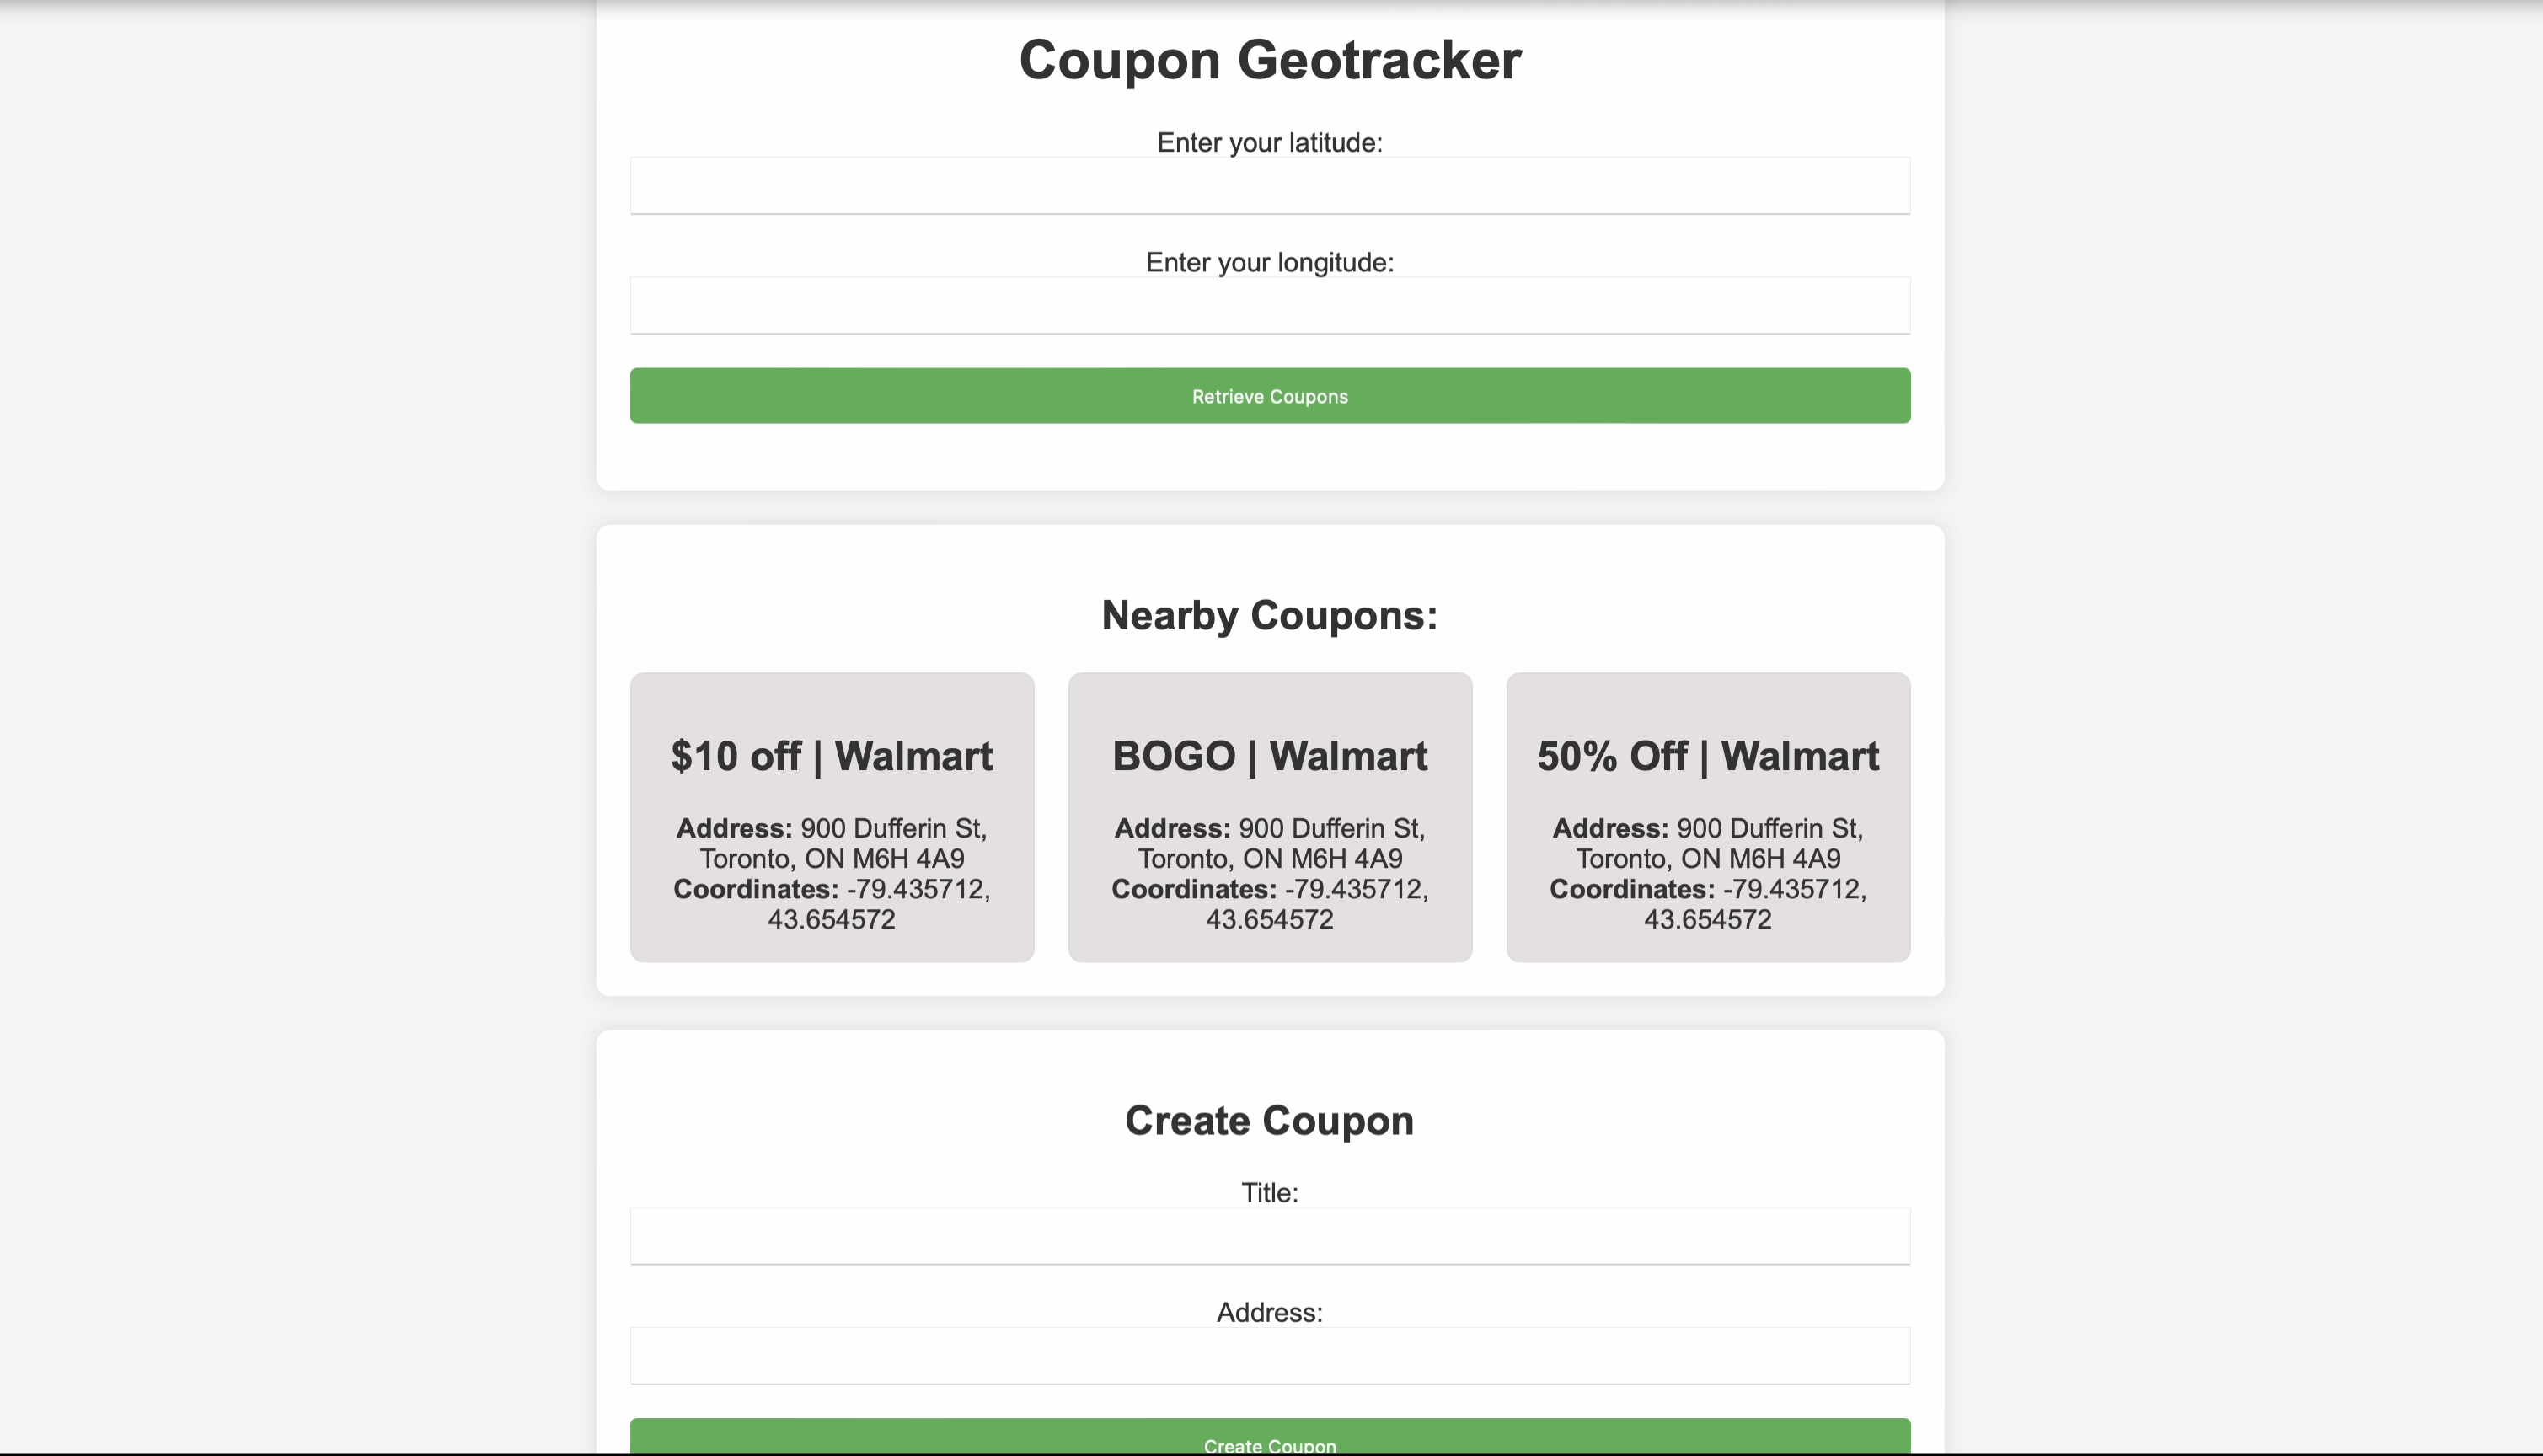 Coupon Geotracker
Enter your latitude:
Enter your longitude:
Retrieve Coupons
Nearby Coupons:
$10 off | Walmart
Address: 900 Dufferin St,
Toronto, ON M6H 4A9
Coordinates: -79.435712,
43.654572
BOGO | Walmart
Address: 900 Dufferin St,
Toronto, ON M6H 4A9
Coordinates: -79.435712,
43.654572
50% Off | Walmart
Address: 900 Dufferin St,
Toronto, ON M6H 4A9
Coordinates: -79.435712,
43.654572
Create Coupon
Title:
Address:
Create Coupon